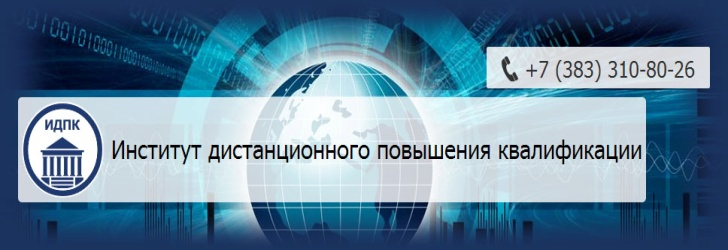 +7 (383) 310-80-26
ИДПК
Институт дистанционного повышения квалификации